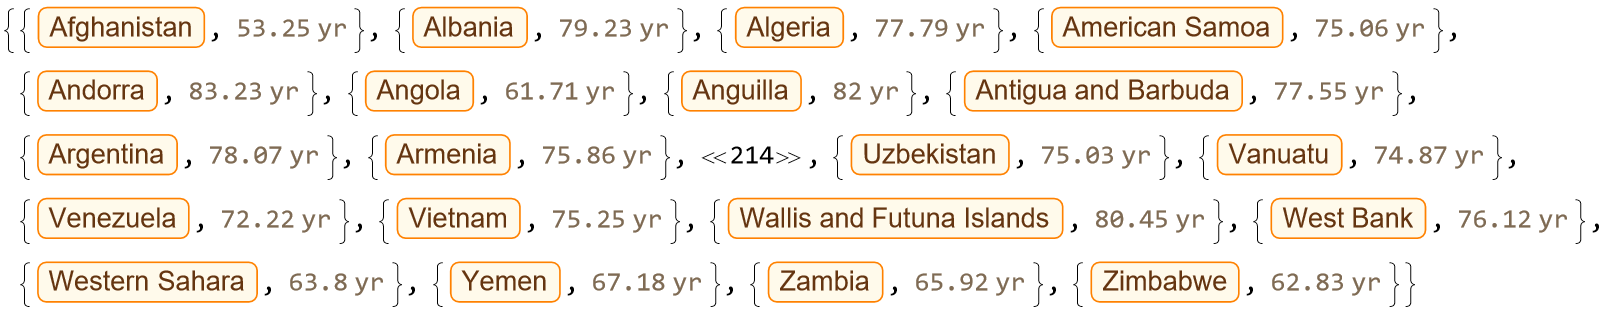 {{ Afghanistan , 53.25 yr}, { Albania , 79.23 yr}, { Algeria , 77.79 yr}, { American Samoa , 75.06 yr},
{ Andorra , 83.23 yr}, { Angola , 61.71 yr}, { Anguilla , 82 yr}, { Antigua and Barbuda , 77.55 yr},
{ Argentina , 78.07 yr}, { Armenia , 75.86 yr}, <<214>> , { Uzbekistan , 75.03 yr}, { Vanuatu , 74.87 yr},
{ Venezuela , 72.22 yr}, { Vietnam , 75.25 yr}, { Wallis and Futuna Islands , 80.45 yr}, { West Bank , 76.12 yr},
{ Western Sahara , 63.8 yr}, { Yemen , 67.18 yr}, { Zambia , 65.92 yr}, { Zimbabwe , 62.83 yr}}